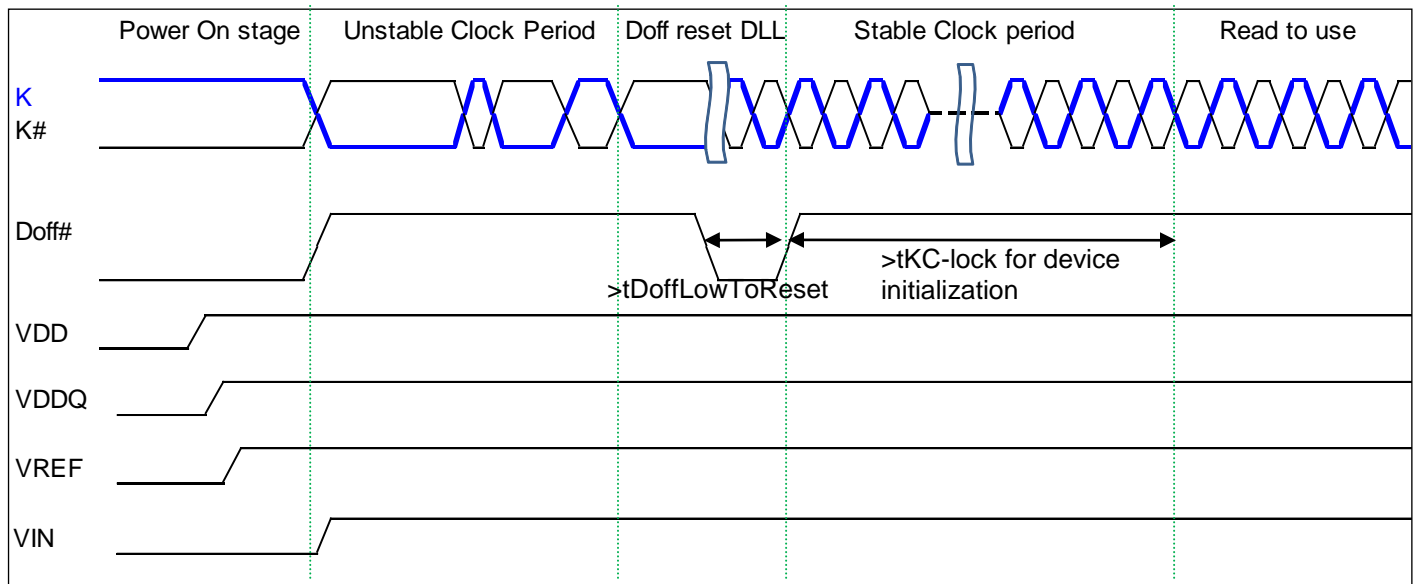 Power On stage Unstable Clock Period Doff reset DLL Stable Clock period Read to use
K
K#
Doff#
>tDoffLowToReset
>tKC-lock for device
initialization
VDD
VDDQ
VREF
VIN